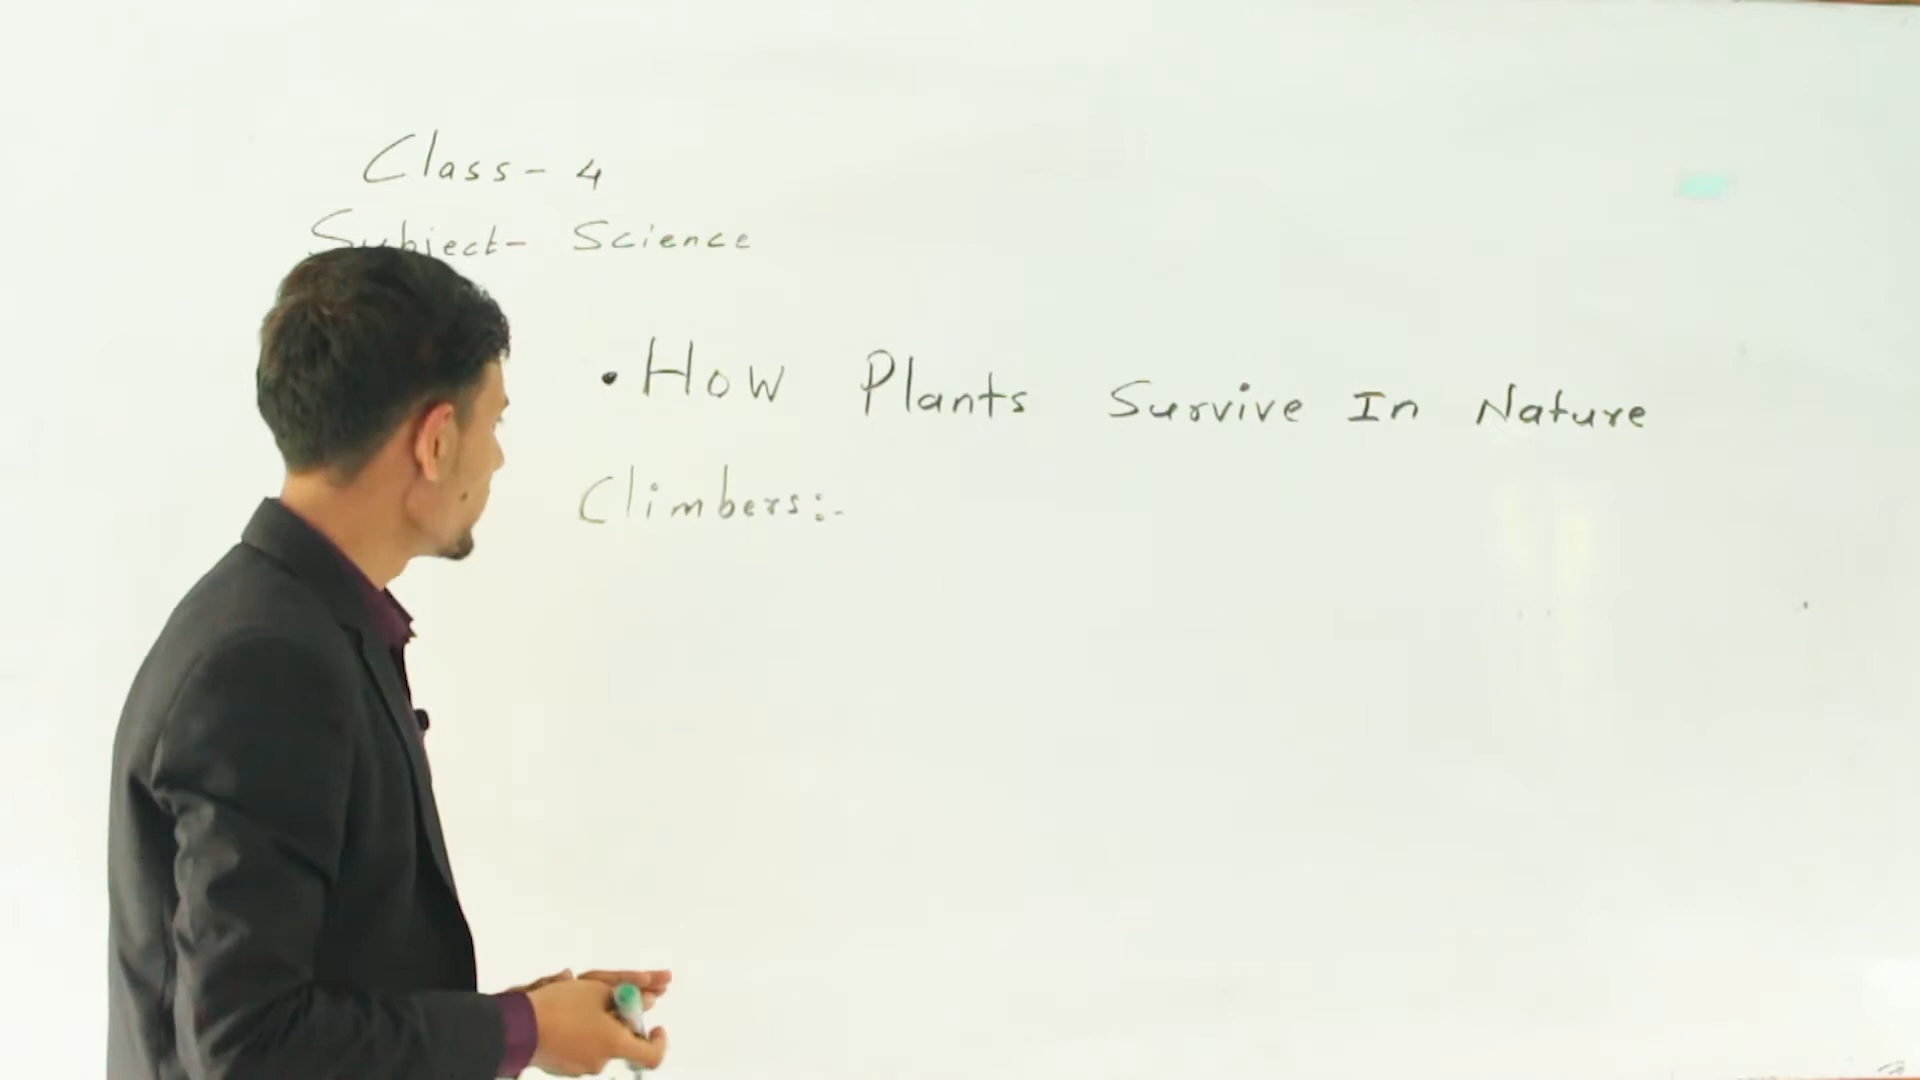 Class- 4
Subject- Science
• How Plants Survive In Nature
Climbers:-